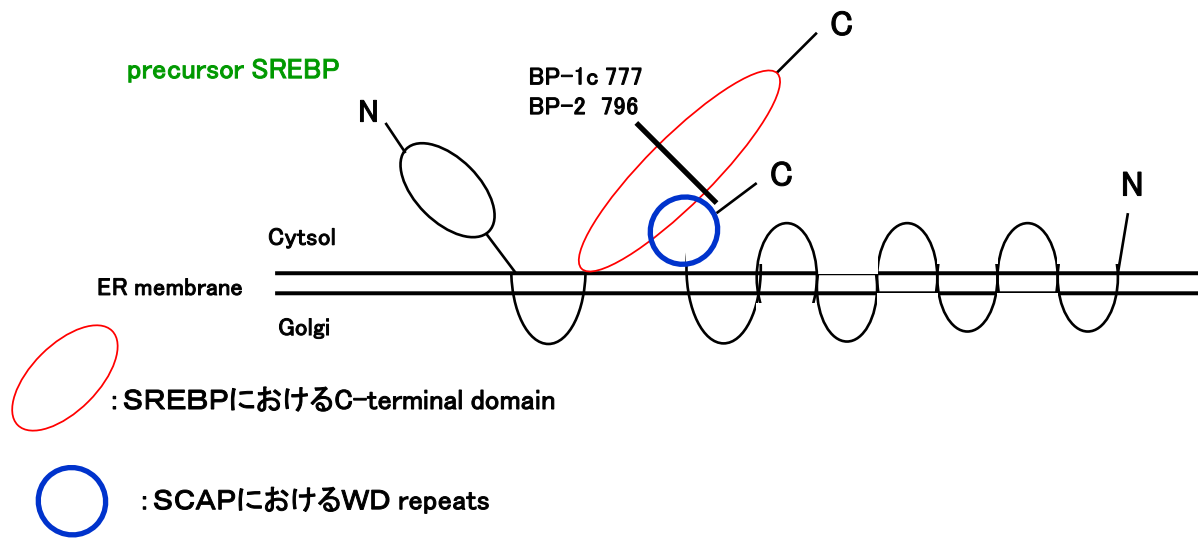 C
precursor SREBP
BP-1c 777
BP-2 796
N
C
N
Cytsol
ER membrane
Golgi
：SREBPにおけるC-terminal domain
：SCAPにおけるWD repeats